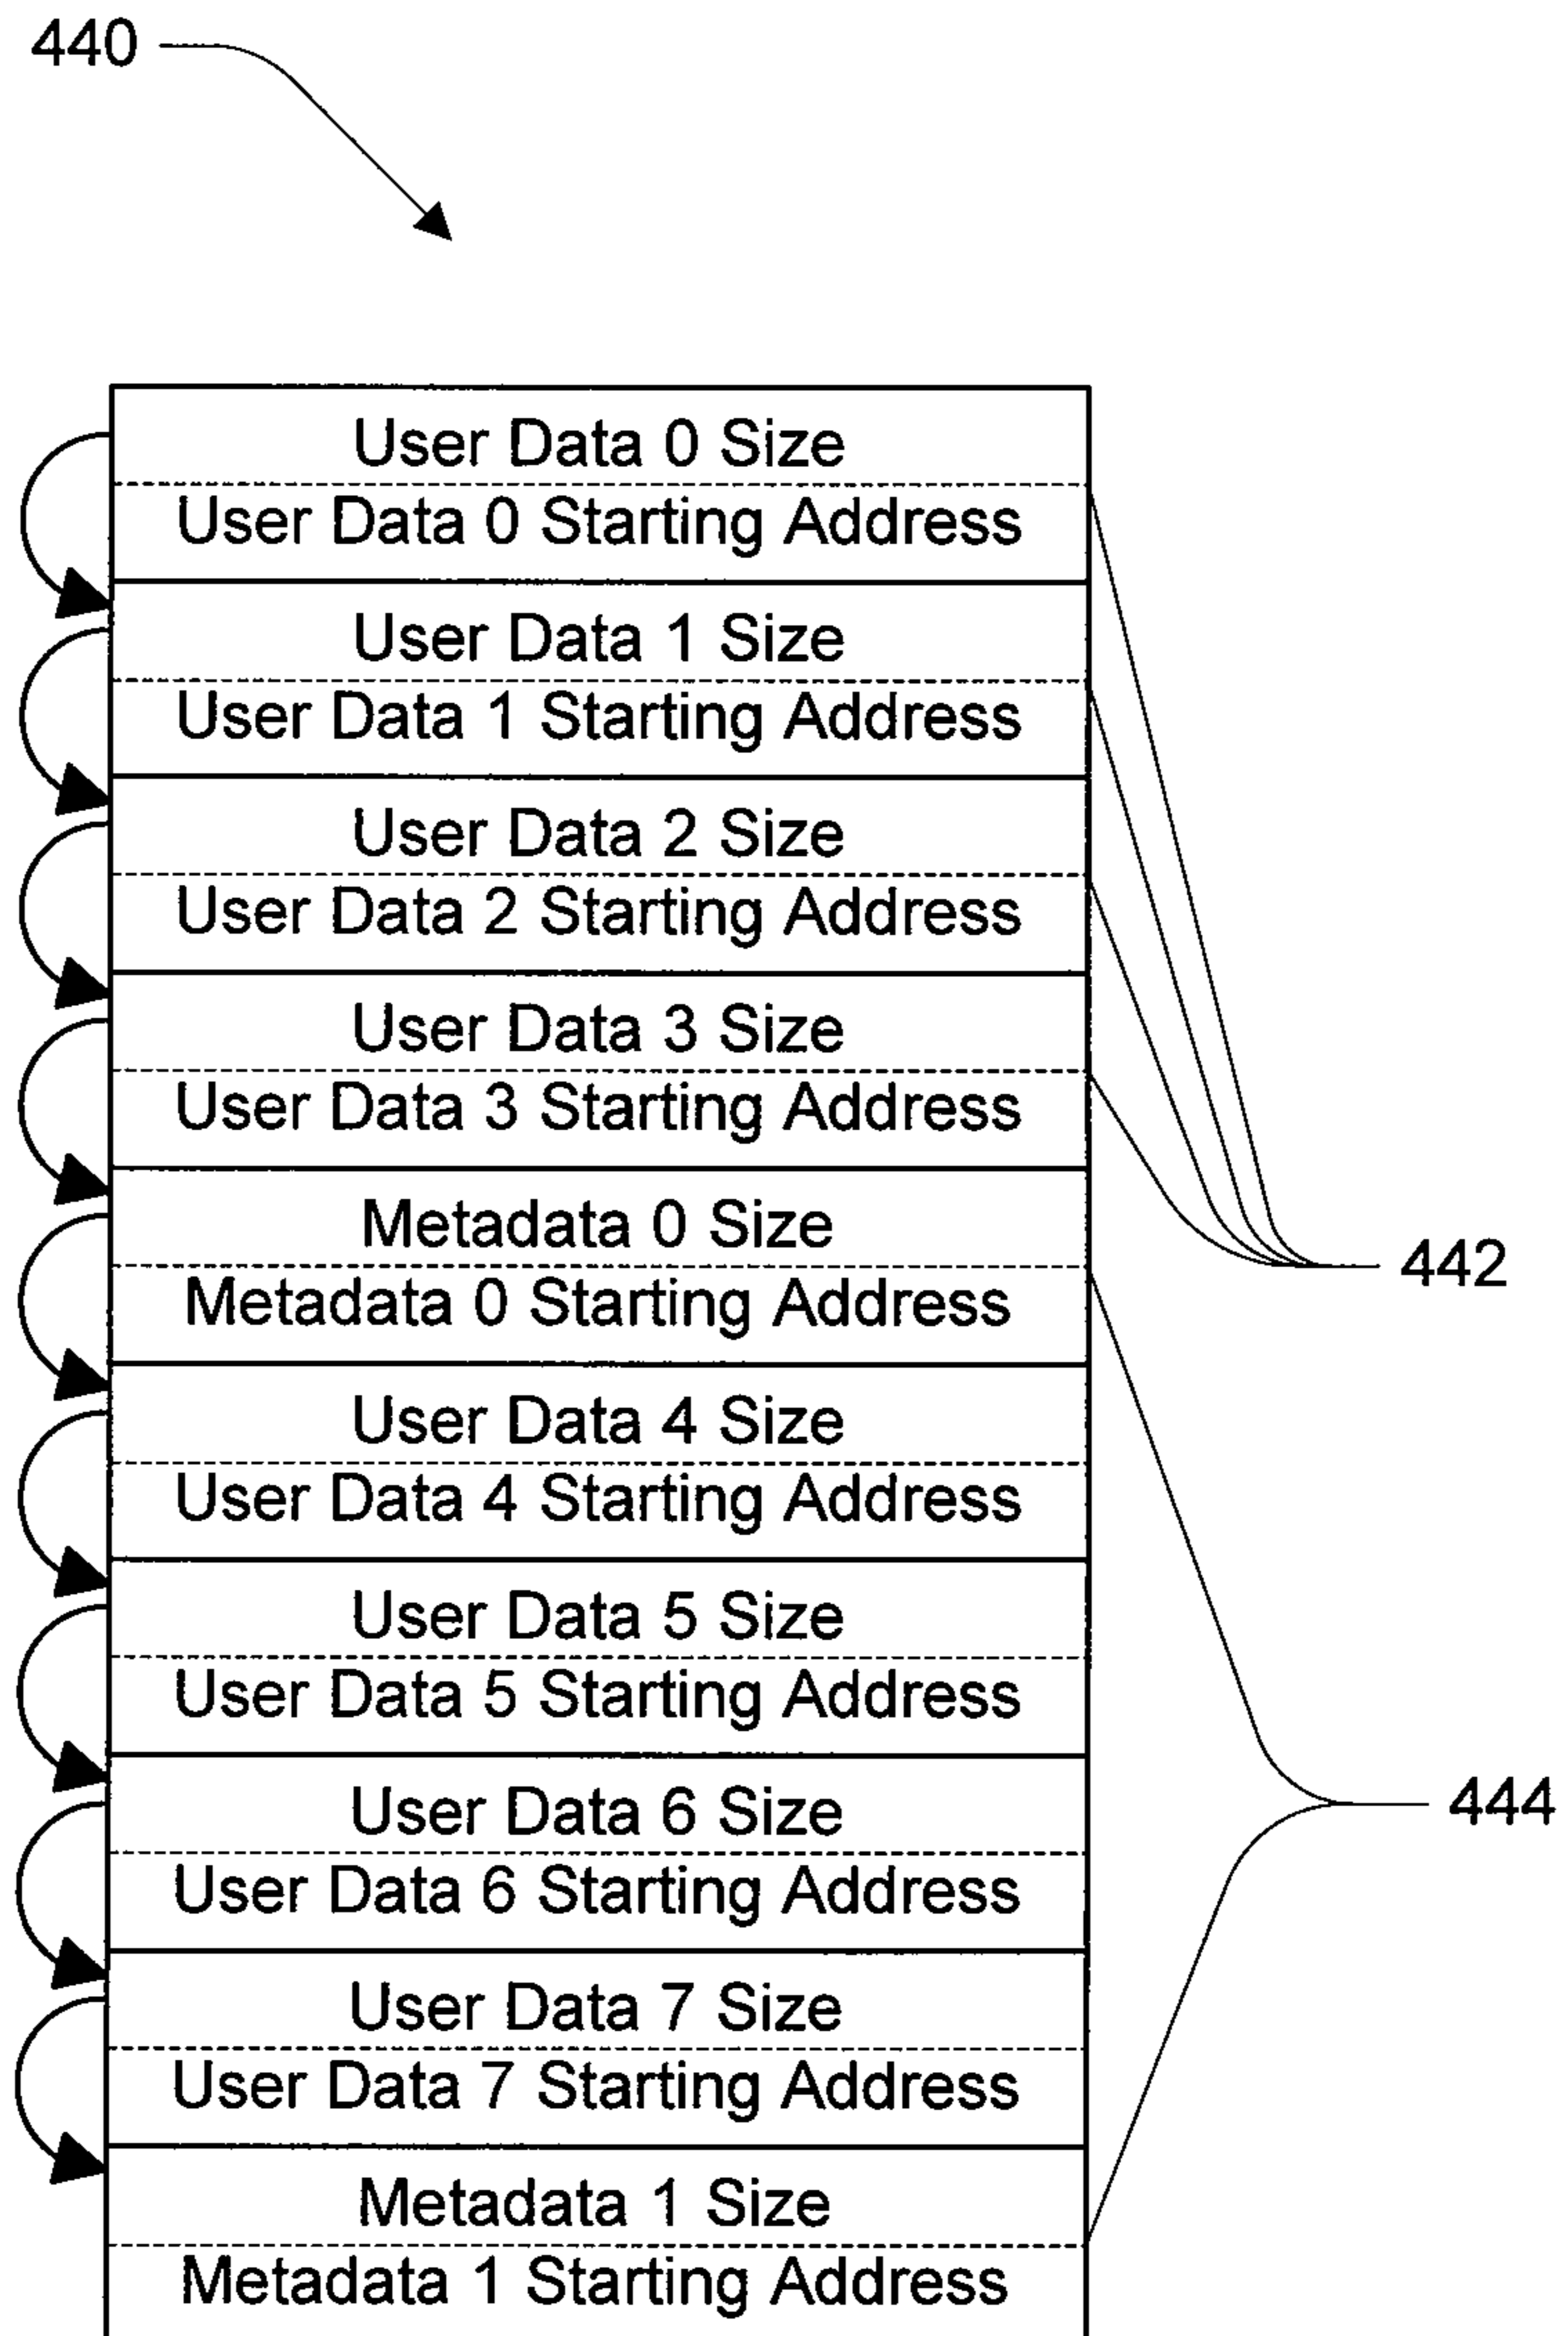 440
User Data 0 Size
User Data 0 Starting Address
User Data 1 Size
User Data 1 Starting Address
User Data 2 Size
User Data 2 Starting Address
User Data 3 Size
User Data 3 Starting Address
Metadata 0 Size
442
Metadata 0 Starting Address
User Data 4 Size
User Data 4 Starting Address
User Data 5 Size
User Data 5 Starting Address
User Data 6 Size
444
User Data 6 Starting Address
User Data 7 Size
User Data 7 Starting Address
Metadata 1 Size
Metadata 1 Starting Address